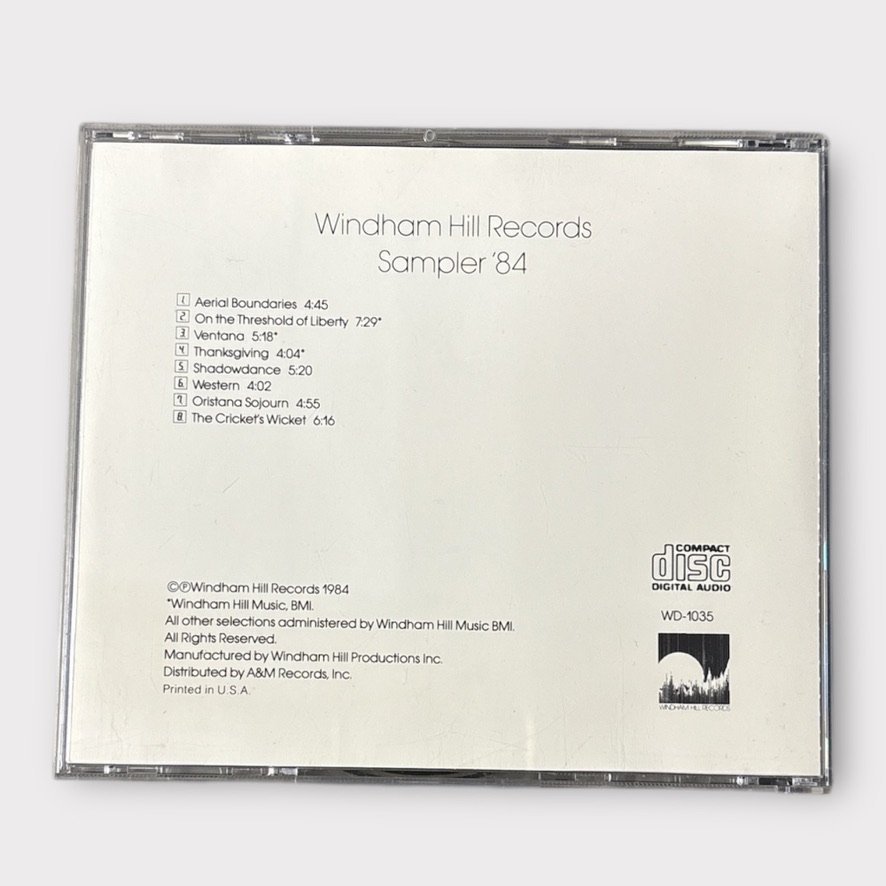 Windham Hill Records
Sampler '84
1 Aerial Boundaries 4:45
2 On the Threshold of Liberty 7:29*
3 Ventana 5:18*
4 Thanksgiving 4:04*
5 Shadowdance 5:20
6 Western 4:02
7 Oristana Sojourn 4:55
8 The Cricket's Wicket 6:16
©℗Windham Hill Records 1984
*Windham Hill Music, BMI.
All other selections administered by Windham Hill Music BMI.
All Rights Reserved.
Manufactured by Windham Hill Productions Inc.
Distributed by A&M Records, Inc.
Printed in U.S.A.
COMPACT
disc
DIGITAL AUDIO
WD-1035
WINDHAM HILL RECORDS